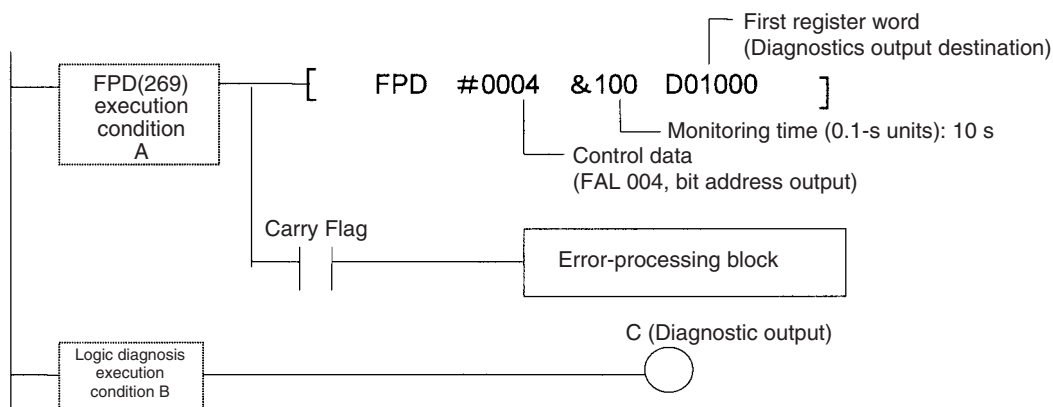 First register word
(Diagnostics output destination)
FPD(269)
execution
condition
A
[ FPD #0004 &100 D01000 ]
Monitoring time (0.1-s units): 10 s
Control data
(FAL 004, bit address output)
Carry Flag
Error-processing block
C (Diagnostic output)
Logic diagnosis
execution
condition B